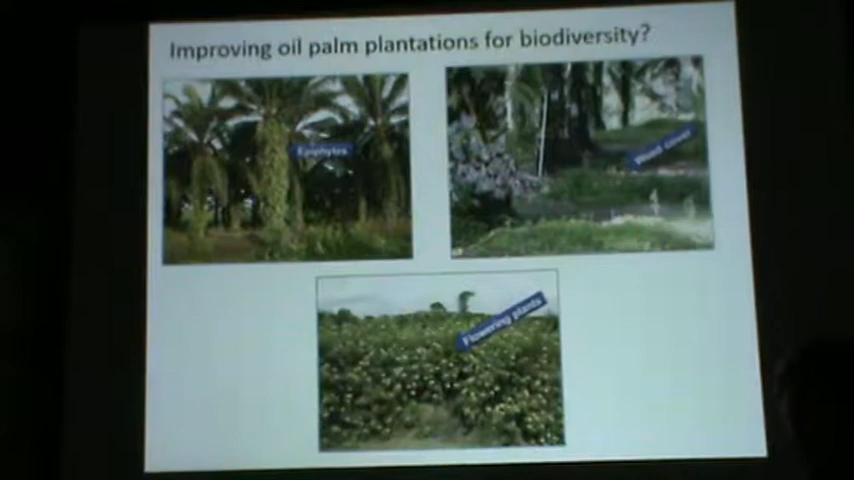 Improving oil palm plantations for biodiversity?
Epiphytes
Weed cover
Flowering plants